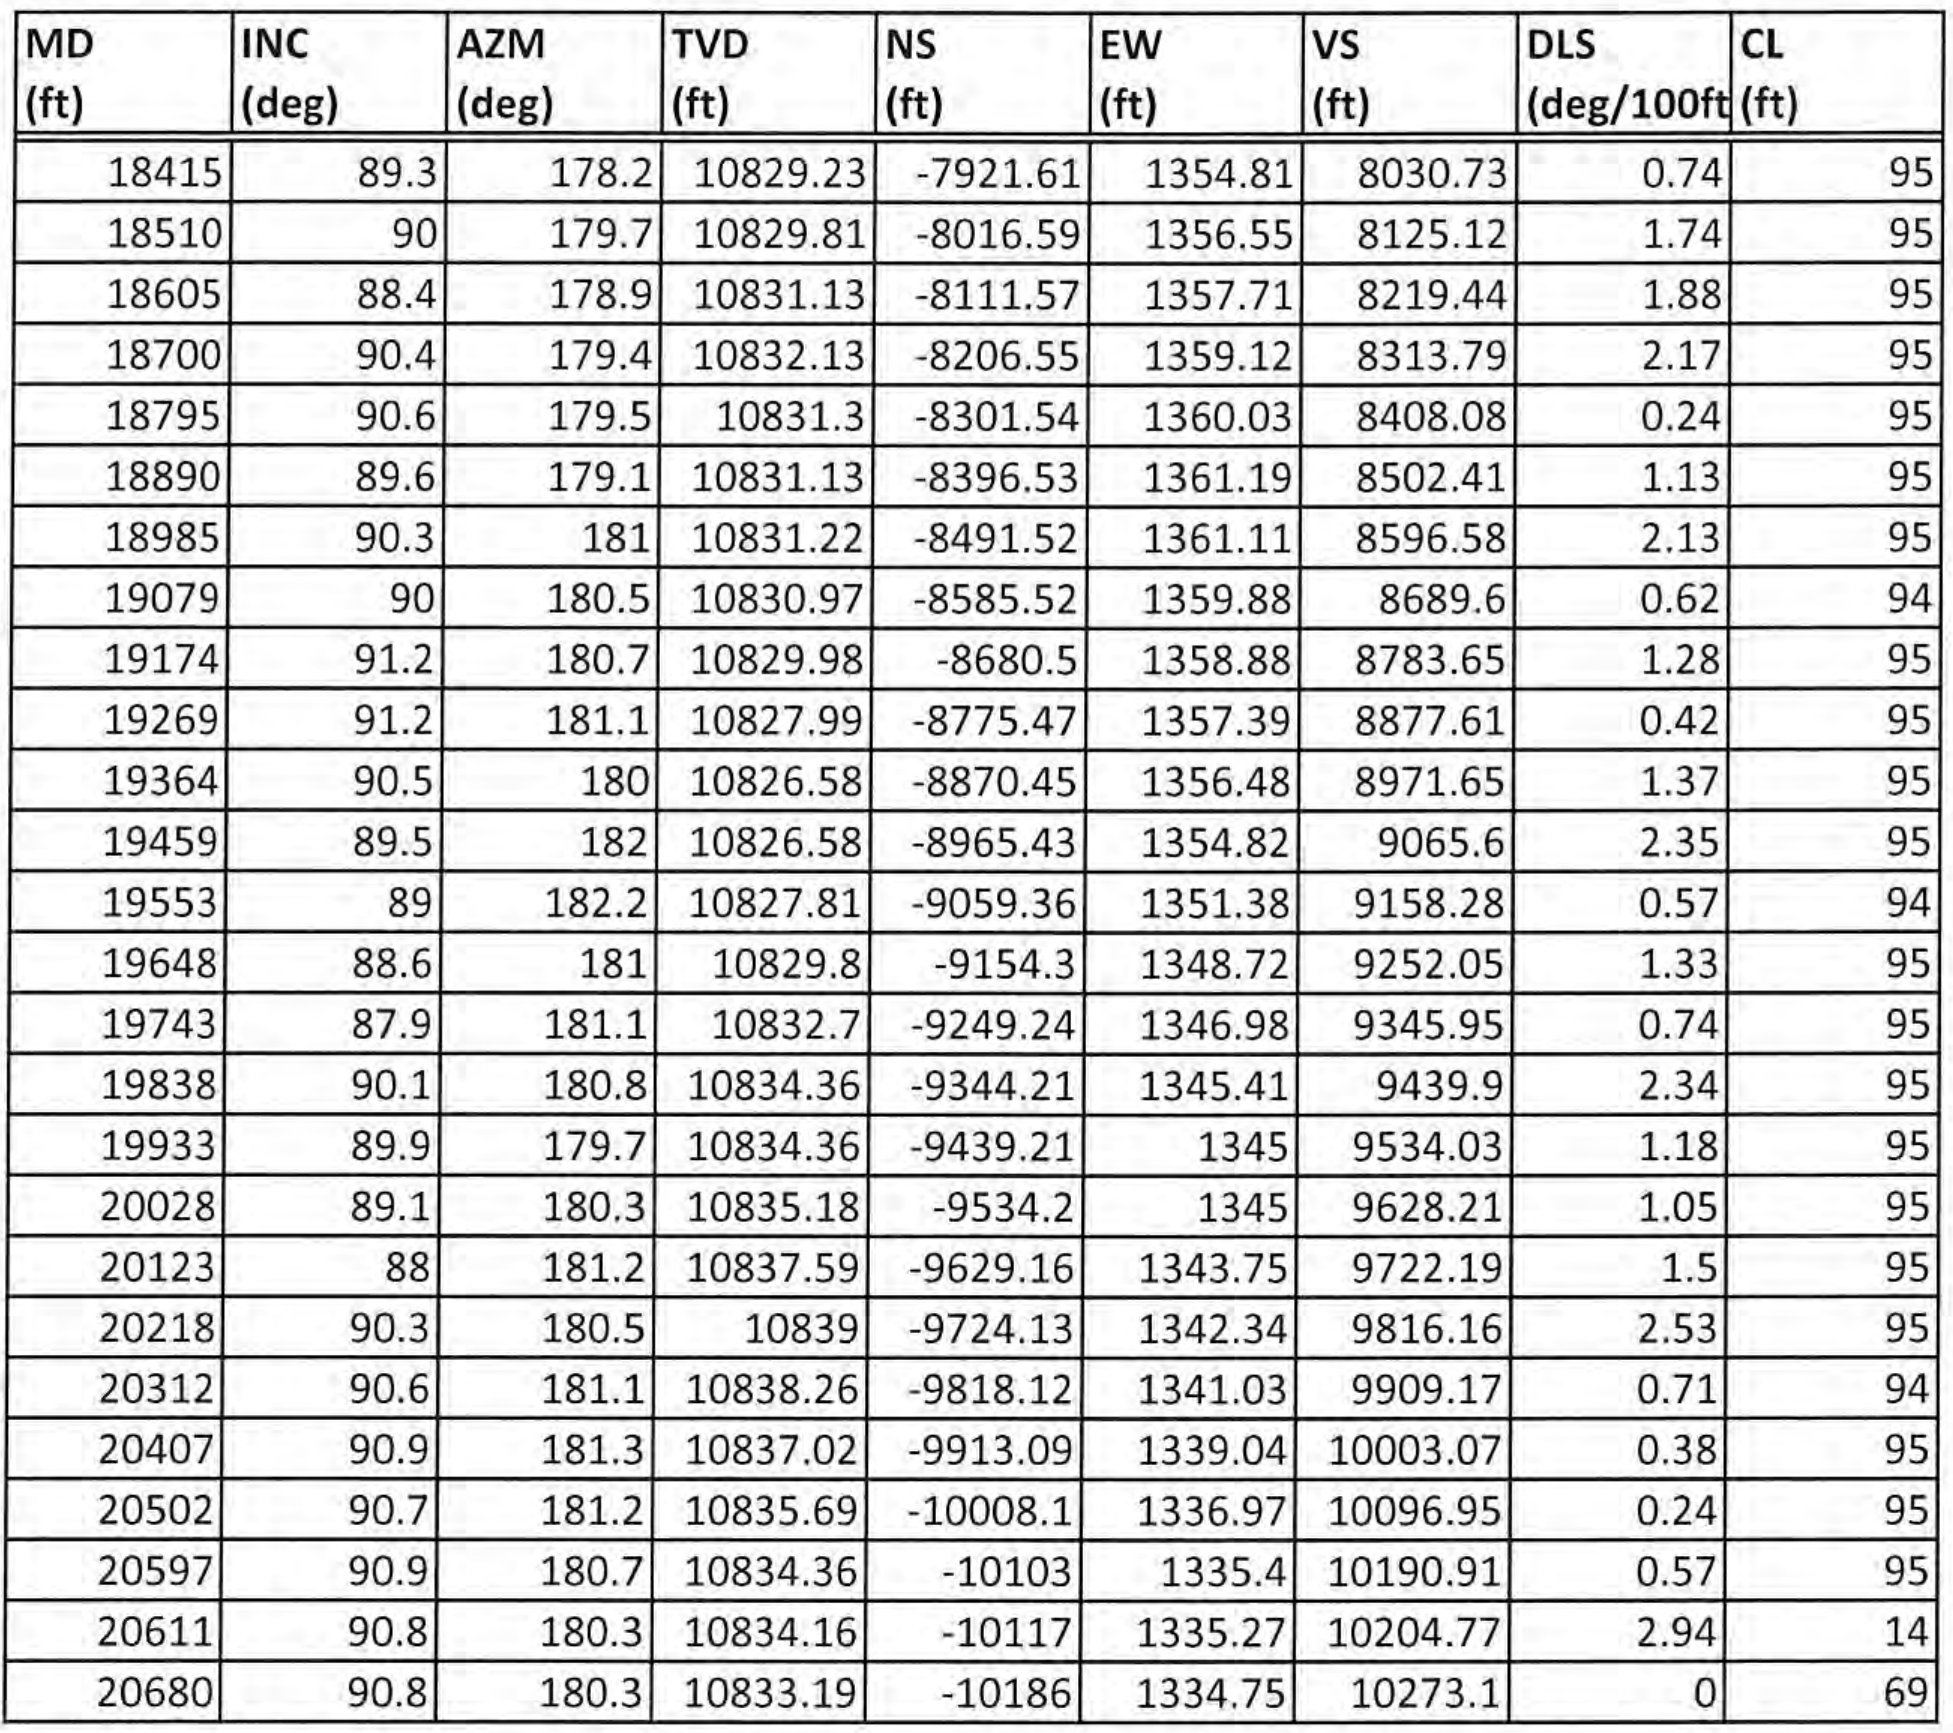 MD INC AZM TVD NS EW VS DLS CL
(ft) (deg) (deg) (ft) (ft) (ft) (ft) (deg/100ft (ft)
18415 89.3 178.2 10829.23 -7921.61 1354.81 8030.73 0.74 95
18510 90 179.7 10829.81 -8016.59 1356.55 8125.12 1.74 95
18605 88.4 178.9 10831.13 -8111.57 1357.71 8219.44 1.88 95
18700 90.4 179.4 10832.13 -8206.55 1359.12 8313.79 2.17 95
18795 90.6 179.5 10831.3 -8301.54 1360.03 8408.08 0.24 95
18890 89.6 179.1 10831.13 -8396.53 1361.19 8502.41 1.13 95
18985 90.3 181 10831.22 -8491.52 1361.11 8596.58 2.13 95
19079 90 180.5 10830.97 -8585.52 1359.88 8689.6 0.62 94
19174 91.2 180.7 10829.98 -8680.5 1358.88 8783.65 1.28 95
19269 91.2 181.1 10827.99 -8775.47 1357.39 8877.61 0.42 95
19364 90.5 180 10826.58 -8870.45 1356.48 8971.65 1.37 95
19459 89.5 182 10826.58 -8965.43 1354.82 9065.6 2.35 95
19553 89 182.2 10827.81 -9059.36 1351.38 9158.28 0.57 94
19648 88.6 181 10829.8 -9154.3 1348.72 9252.05 1.33 95
19743 87.9 181.1 10832.7 -9249.24 1346.98 9345.95 0.74 95
19838 90.1 180.8 10834.36 -9344.21 1345.41 9439.9 2.34 95
19933 89.9 179.7 10834.36 -9439.21 1345 9534.03 1.18 95
20028 89.1 180.3 10835.18 -9534.2 1345 9628.21 1.05 95
20123 88 181.2 10837.59 -9629.16 1343.75 9722.19 1.5 95
20218 90.3 180.5 10839 -9724.13 1342.34 9816.16 2.53 95
20312 90.6 181.1 10838.26 -9818.12 1341.03 9909.17 0.71 94
20407 90.9 181.3 10837.02 -9913.09 1339.04 10003.07 0.38 95
20502 90.7 181.2 10835.69 -10008.1 1336.97 10096.95 0.24 95
20597 90.9 180.7 10834.36 -10103 1335.4 10190.91 0.57 95
20611 90.8 180.3 10834.16 -10117 1335.27 10204.77 2.94 14
20680 90.8 180.3 10833.19 -10186 1334.75 10273.1 0 69